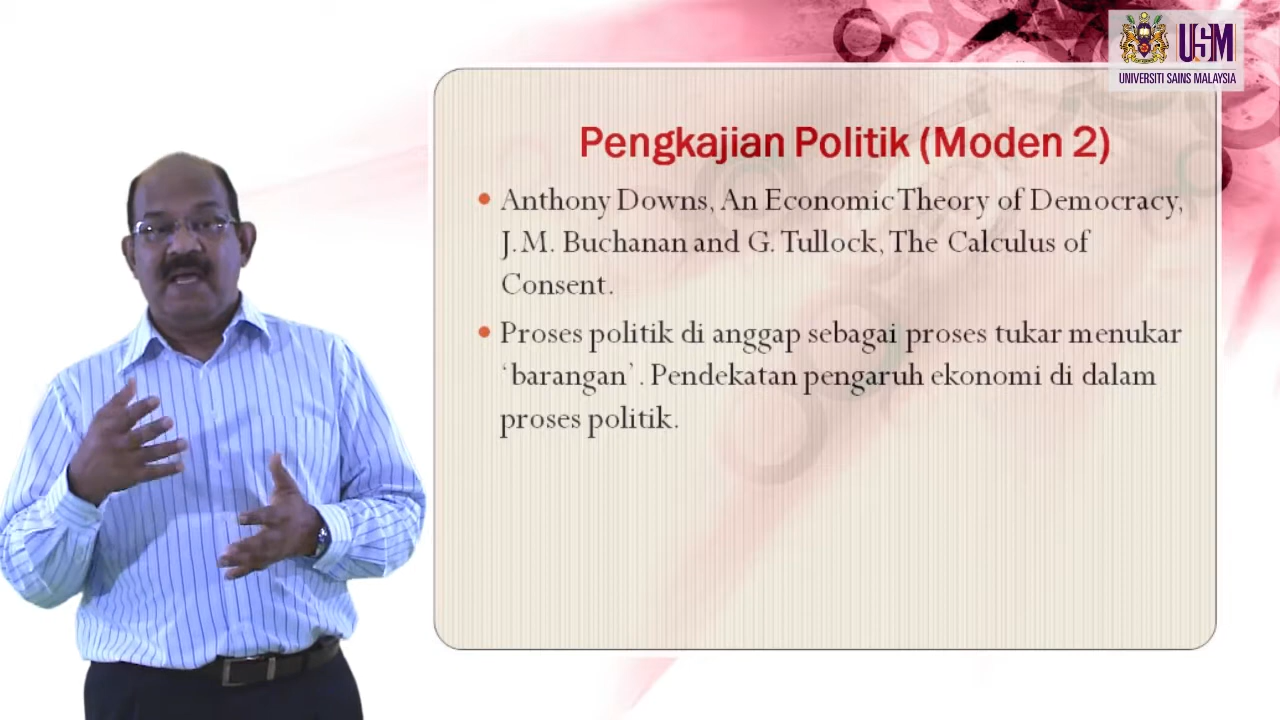 USM
UNIVERSITI SAINS MALAYSIA
Pengkajian Politik (Moden 2)
• Anthony Downs, An Economic Theory of Democracy,
J.M. Buchanan and G. Tullock, The Calculus of
Consent.
• Proses politik di anggap sebagai proses tukar menukar
‘barangan’. Pendekatan pengaruh ekonomi di dalam
proses politik.